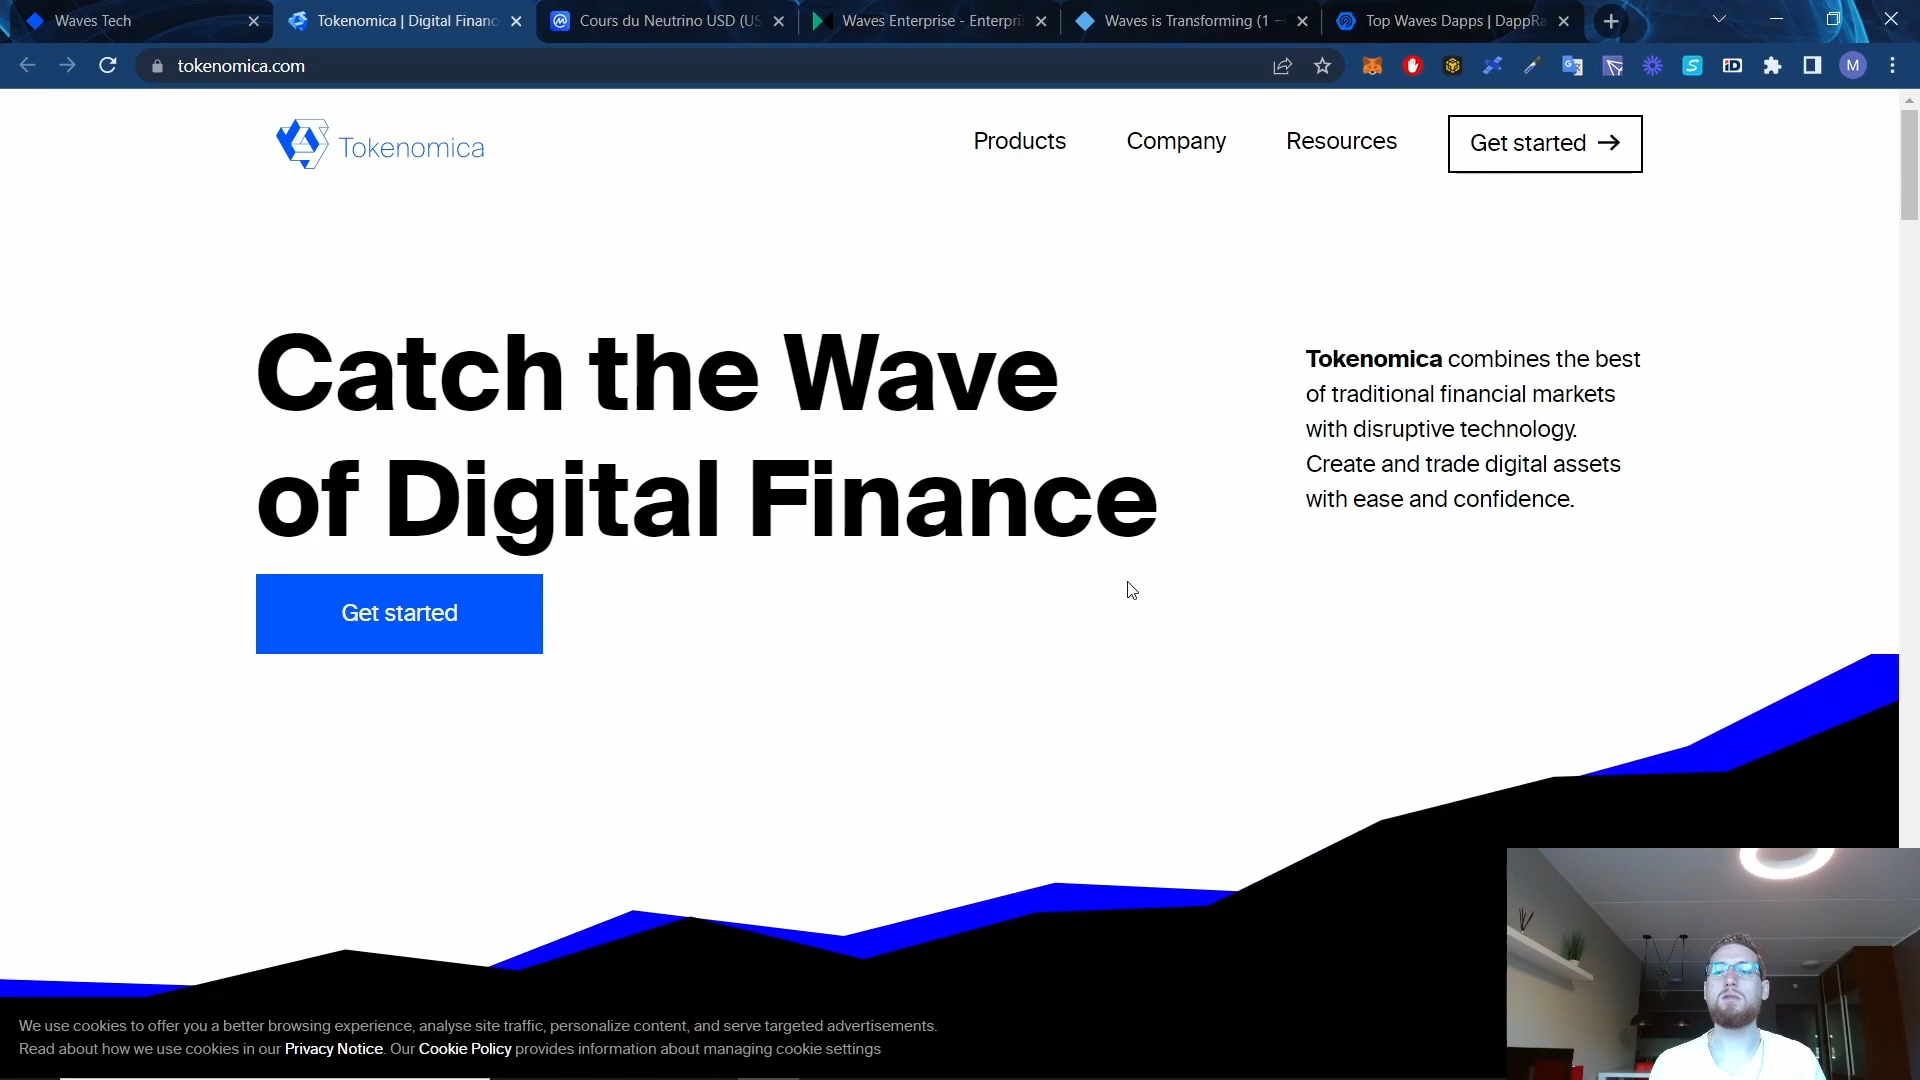 Waves Tech
Tokenomica | Digital Financ
Cours du Neutrino USD (US
Waves Enterprise - Enterpri
Waves is Transforming (1 —
Top Waves Dapps | DappRa
tokenomica.com
M
Tokenomica
Products
Company
Resources
Get started →
Catch the Wave
of Digital Finance
Tokenomica combines the best
of traditional financial markets
with disruptive technology.
Create and trade digital assets
with ease and confidence.
Get started
We use cookies to offer you a better browsing experience, analyse site traffic, personalize content, and serve targeted advertisements.
Read about how we use cookies in our Privacy Notice. Our Cookie Policy provides information about managing cookie settings